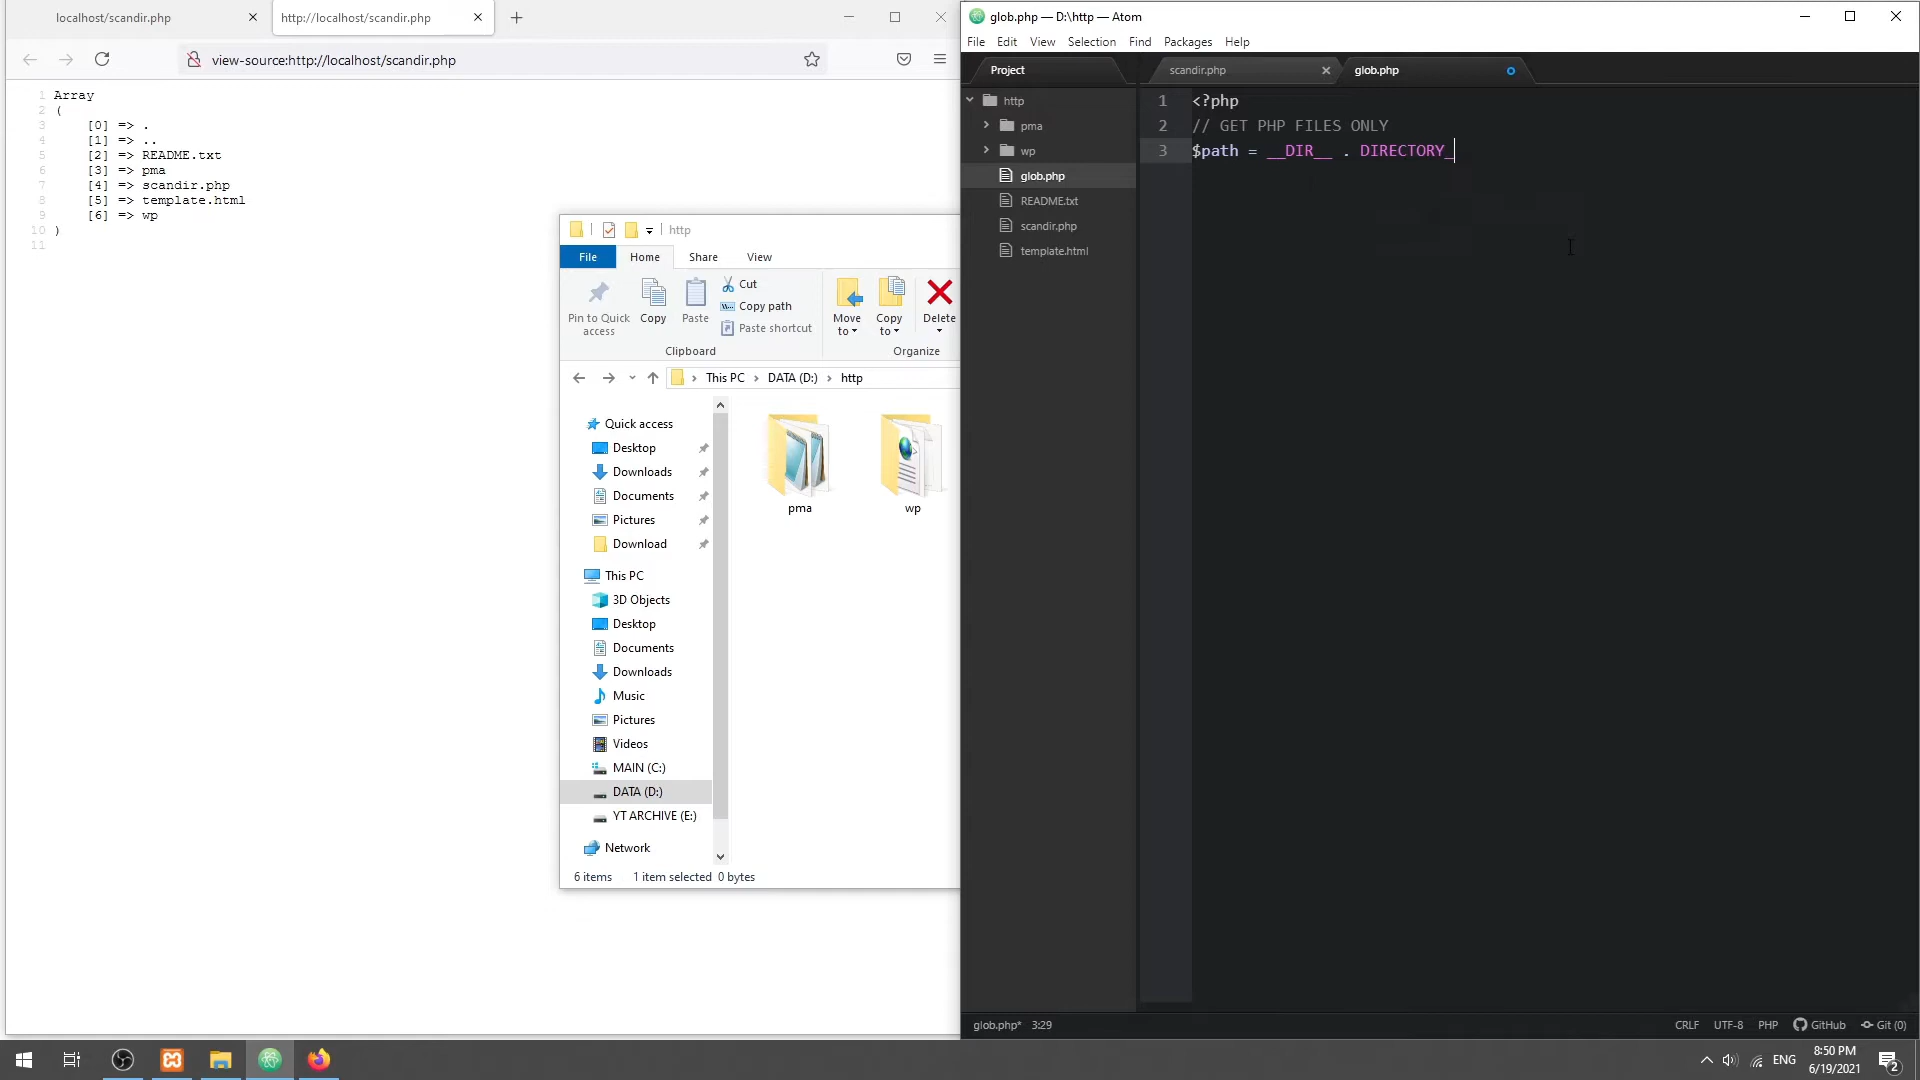 localhost/scandir.php
http://localhost/scandir.php
view-source:http://localhost/scandir.php
1 Array
2 (
3 [0] => .
4 [1] => ..
5 [2] => README.txt
6 [3] => pma
7 [4] => scandir.php
8 [5] => template.html
9 [6] => wp
10 )
11
http
File Home Share View
Pin to Quick access
Copy
Paste
Cut
Copy path
Paste shortcut
Move to
Copy to
Delete
Clipboard
Organize
This PC > DATA (D:) > http
Quick access
Desktop
Downloads
Documents
Pictures
Download
This PC
3D Objects
Desktop
Documents
Downloads
Music
Pictures
Videos
MAIN (C:)
DATA (D:)
YT ARCHIVE (E:)
Network
pma
wp
6 items 1 item selected 0 bytes
glob.php — D:\http — Atom
File Edit View Selection Find Packages Help
Project
http
pma
wp
glob.php
README.txt
scandir.php
template.html
scandir.php
glob.php
1 <?php
2 // GET PHP FILES ONLY
3 $path = __DIR__ . DIRECTORY_
glob.php* 3:29
CRLF UTF-8 PHP GitHub Git (0)
ENG
8:50 PM
6/19/2021
2